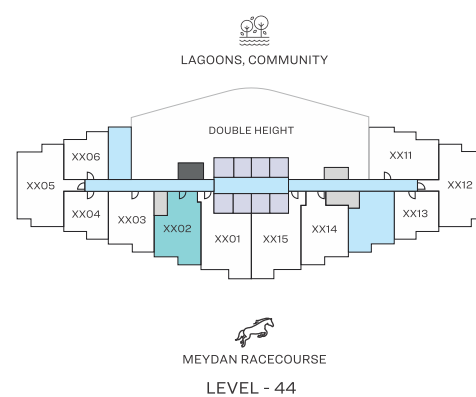 LAGOONS, COMMUNITY
DOUBLE HEIGHT
XX06
XX11
XX05
XX12
XX04
XX03
XX02
XX01
XX15
XX14
XX13
MEYDAN RACECOURSE
LEVEL - 44